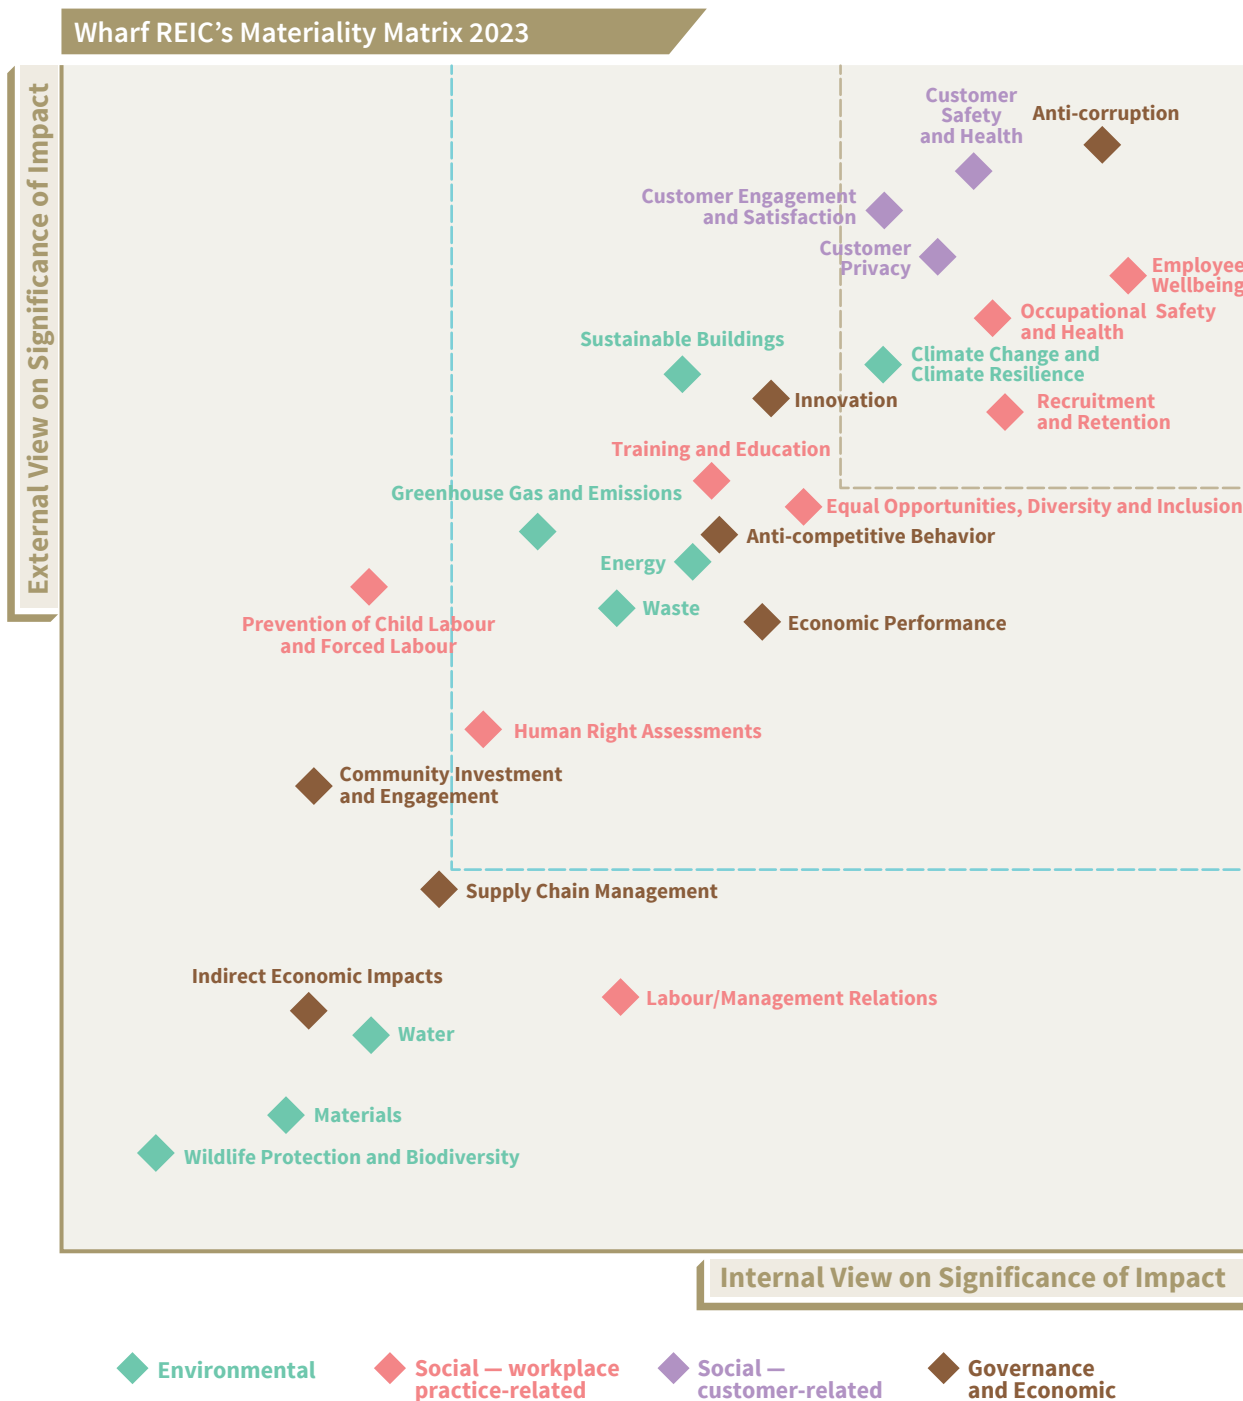 Wharf REIC’s Materiality Matrix 2023
External View on Significance of Impact
Customer
Safety
and Health
Anti-corruption
Customer Engagement
and Satisfaction
Customer
Privacy
Employee
Wellbeing
Occupational Safety
and Health
Sustainable Buildings
Climate Change and
Climate Resilience
Innovation
Recruitment
and Retention
Training and Education
Greenhouse Gas and Emissions
Equal Opportunities, Diversity and Inclusion
Anti-competitive Behavior
Energy
Waste
Prevention of Child Labour
and Forced Labour
Economic Performance
Human Right Assessments
Community Investment
and Engagement
Supply Chain Management
Indirect Economic Impacts
Labour/Management Relations
Water
Materials
Wildlife Protection and Biodiversity
Internal View on Significance of Impact
Environmental
Social — workplace
practice-related
Social —
customer-related
Governance
and Economic